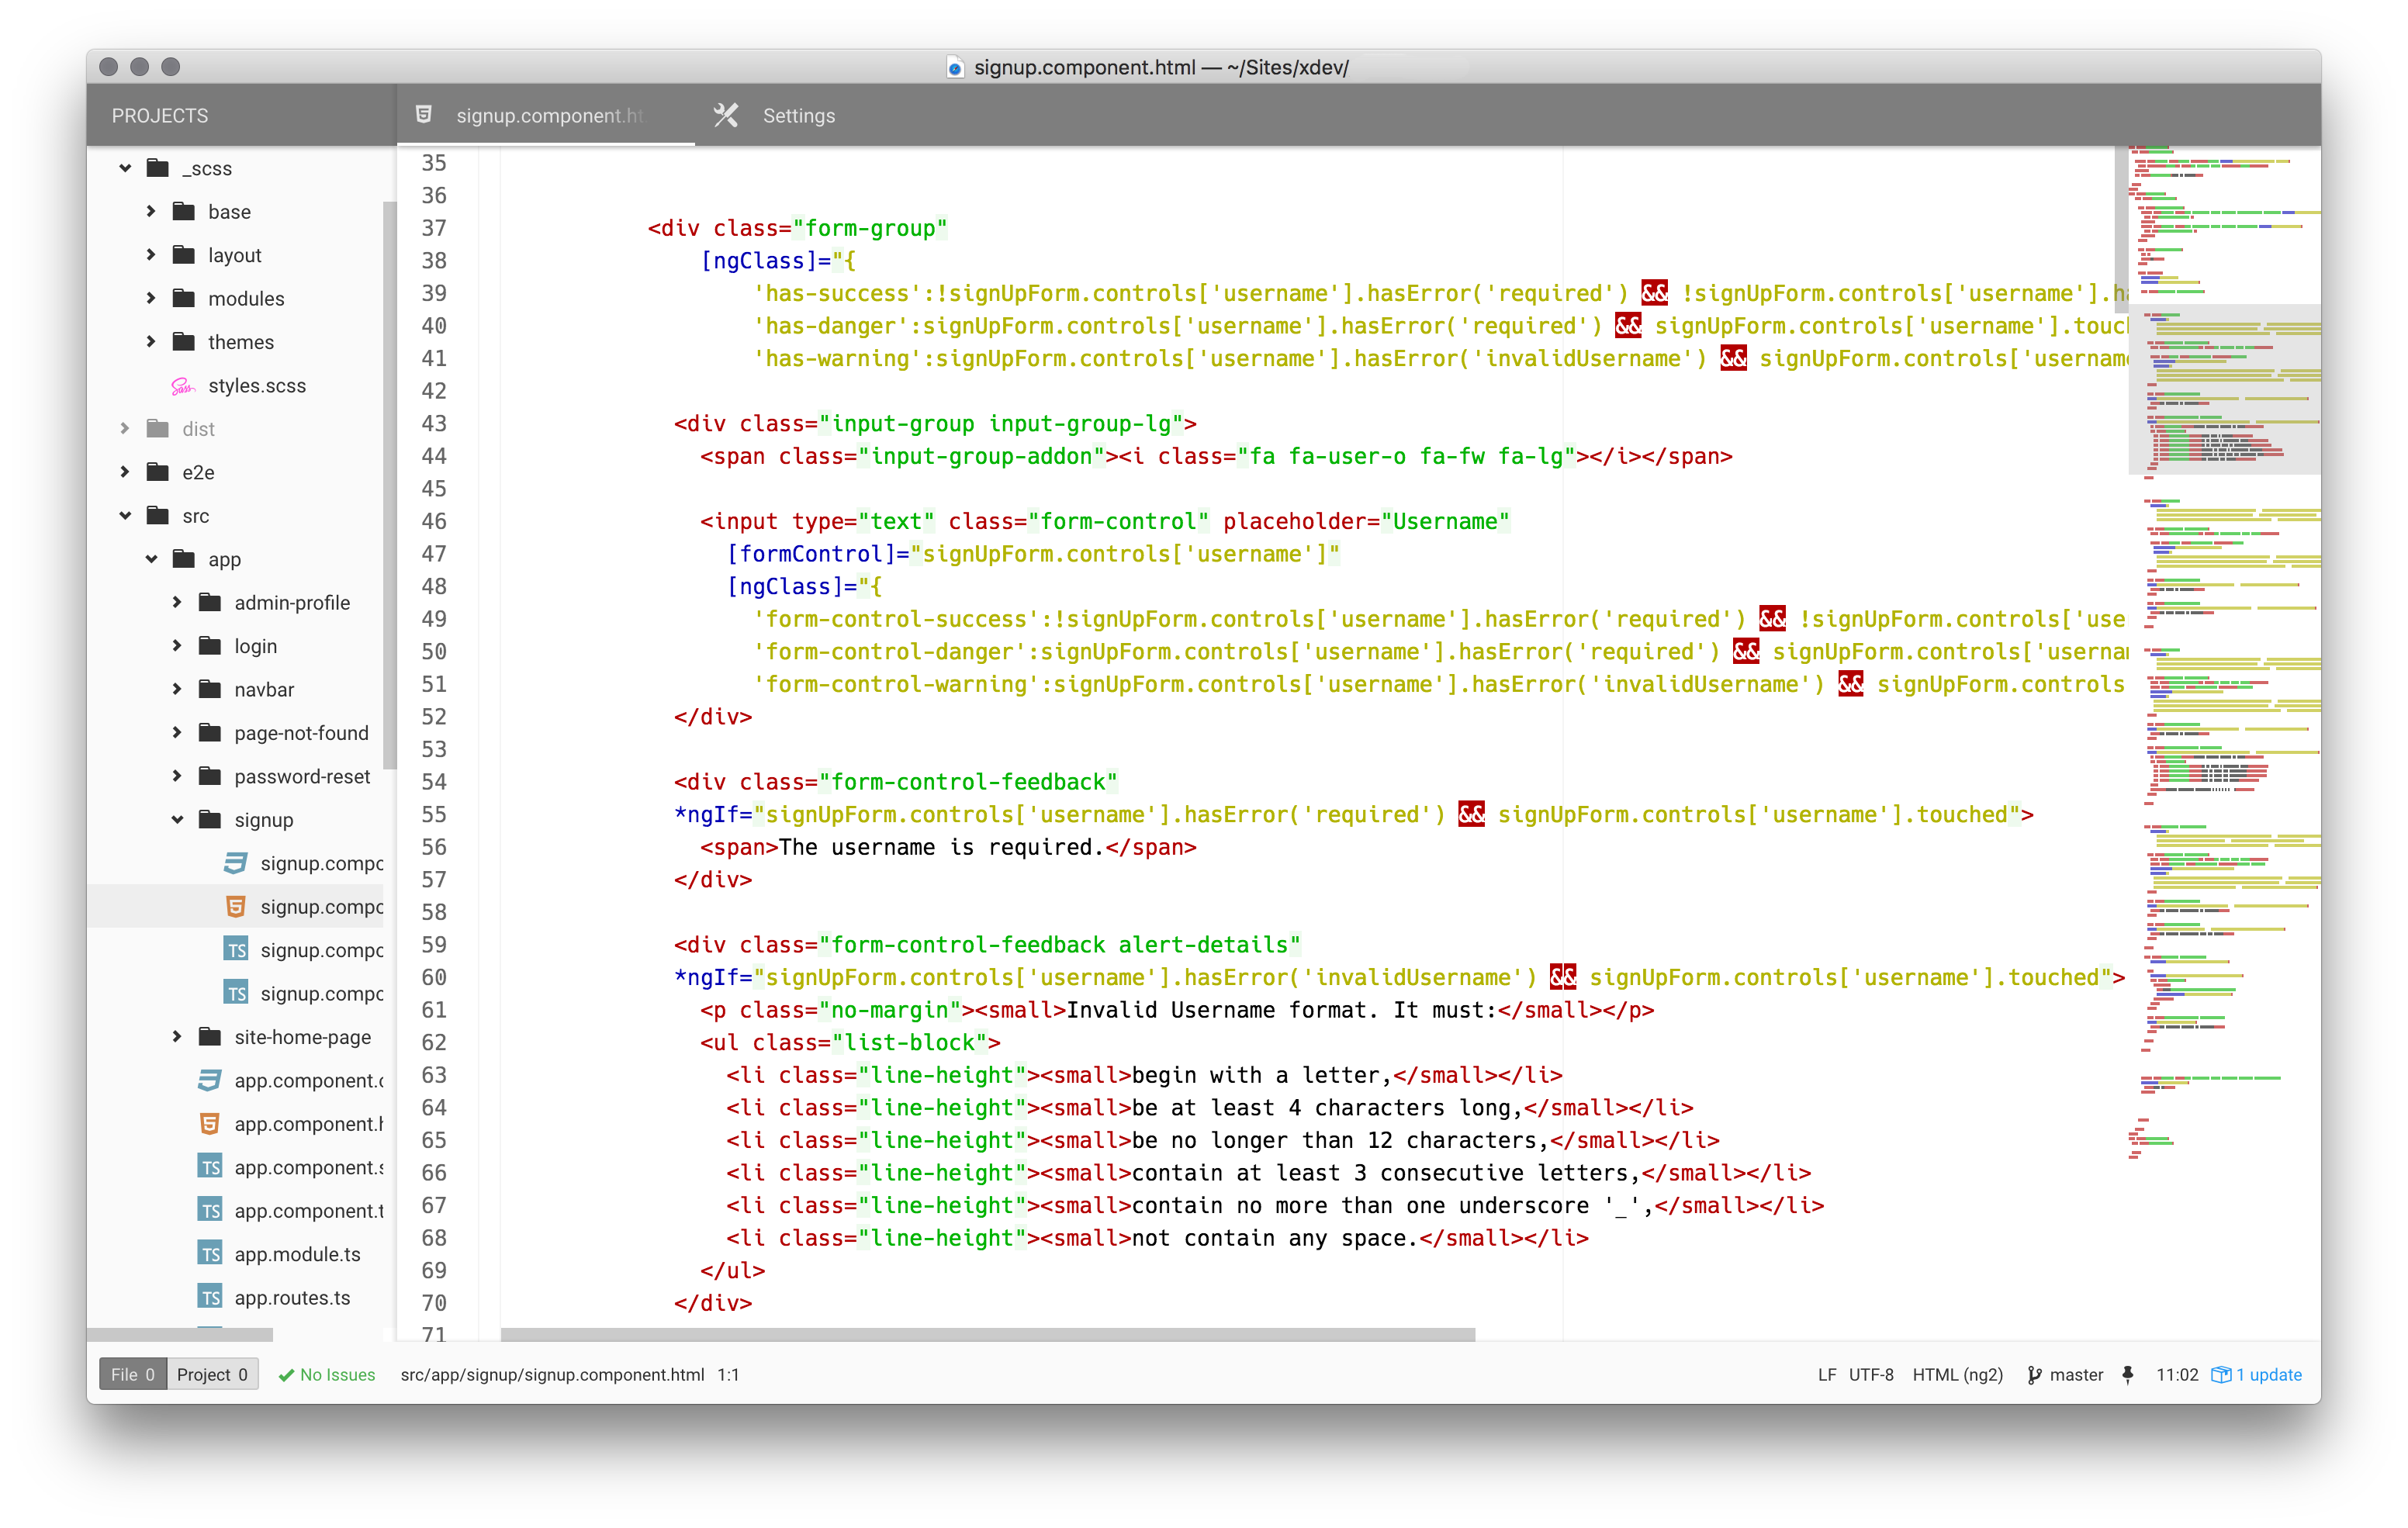 signup.component.html — ~/Sites/xdev/
PROJECTS
signup.component.ht
Settings
_scss
base
layout
modules
themes
styles.scss
dist
e2e
src
app
admin-profile
login
navbar
page-not-found
password-reset
signup
signup.compo
signup.compo
TS signup.compo
TS signup.compo
site-home-page
app.component.c
app.component.h
TS app.component.s
TS app.component.t
TS app.module.ts
TS app.routes.ts
35
36
37 <div class="form-group"
38 [ngClass]="{
39 'has-success':!signUpForm.controls['username'].hasError('required') && !signUpForm.controls['username'].ha
40 'has-danger':signUpForm.controls['username'].hasError('required') && signUpForm.controls['username'].touch
41 'has-warning':signUpForm.controls['username'].hasError('invalidUsername') && signUpForm.controls['username
42
43 <div class="input-group input-group-lg">
44 <span class="input-group-addon"><i class="fa fa-user-o fa-fw fa-lg"></i></span>
45
46 <input type="text" class="form-control" placeholder="Username"
47 [formControl]="signUpForm.controls['username']"
48 [ngClass]="{
49 'form-control-success':!signUpForm.controls['username'].hasError('required') && !signUpForm.controls['use
50 'form-control-danger':signUpForm.controls['username'].hasError('required') && signUpForm.controls['usernam
51 'form-control-warning':signUpForm.controls['username'].hasError('invalidUsername') && signUpForm.controls
52 </div>
53
54 <div class="form-control-feedback"
55 *ngIf="signUpForm.controls['username'].hasError('required') && signUpForm.controls['username'].touched">
56 <span>The username is required.</span>
57 </div>
58
59 <div class="form-control-feedback alert-details"
60 *ngIf="signUpForm.controls['username'].hasError('invalidUsername') && signUpForm.controls['username'].touched">
61 <p class="no-margin"><small>Invalid Username format. It must:</small></p>
62 <ul class="list-block">
63 <li class="line-height"><small>begin with a letter,</small></li>
64 <li class="line-height"><small>be at least 4 characters long,</small></li>
65 <li class="line-height"><small>be no longer than 12 characters,</small></li>
66 <li class="line-height"><small>contain at least 3 consecutive letters,</small></li>
67 <li class="line-height"><small>contain no more than one underscore '_',</small></li>
68 <li class="line-height"><small>not contain any space.</small></li>
69 </ul>
70 </div>
71
File 0 Project 0 No Issues src/app/signup/signup.component.html 1:1 LF UTF-8 HTML (ng2) master 11:02 1 update